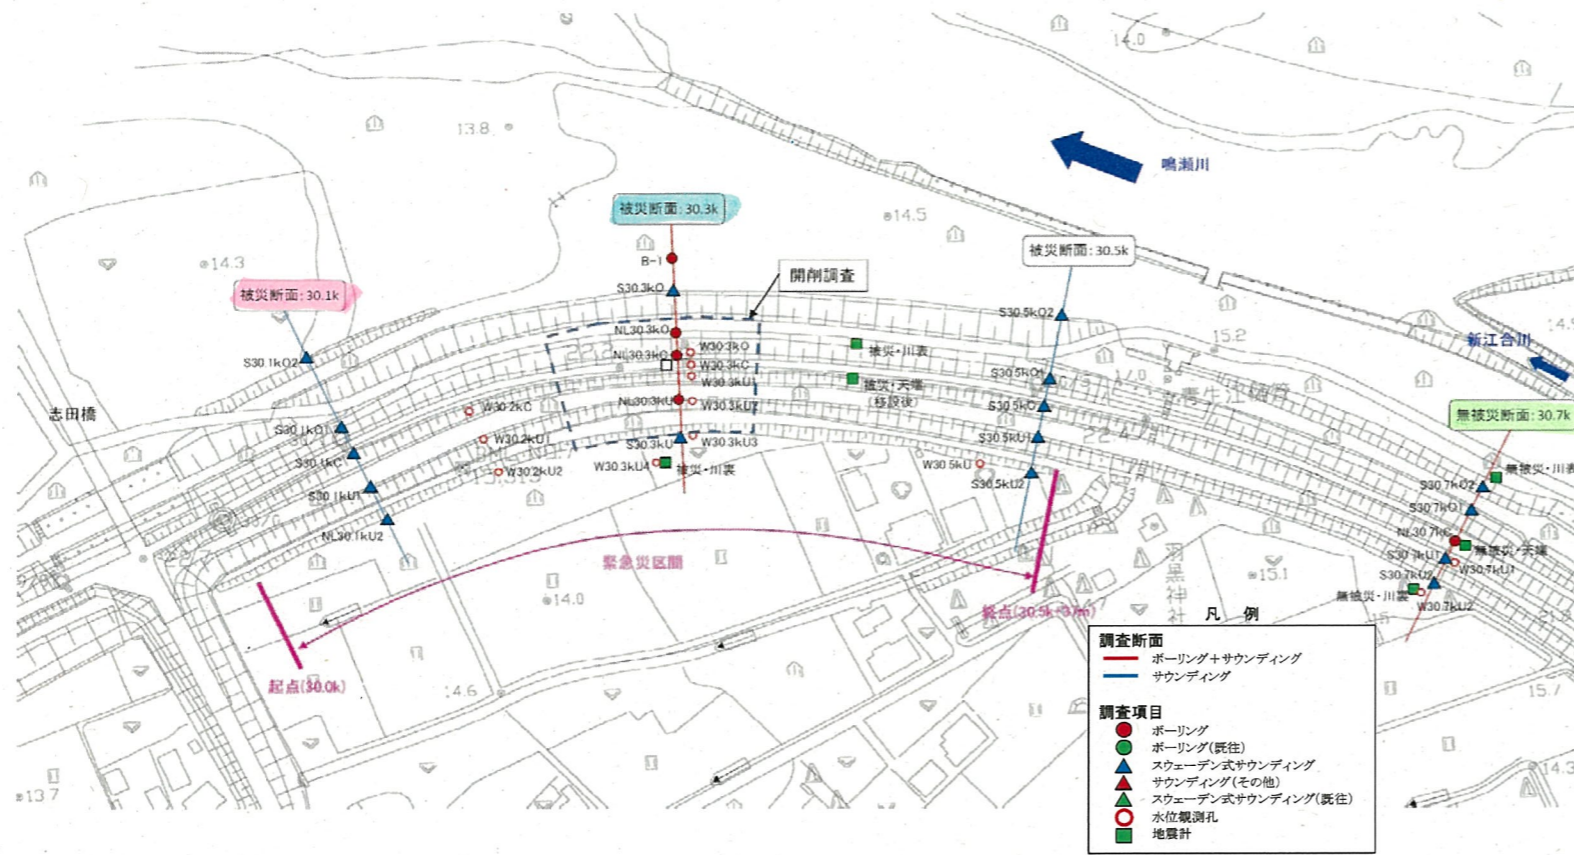 14.0
13.8
鳴瀬川
被災断面:30.3k
14.5
被災断面:30.5k
B-1
14.3
開削調査
被災断面:30.1k
S30.3kO
S30.5kO2
15.2
新江合川
NL30.3kO
W30.3kO
被災・川表
S30.1kO2
NL30.3kC
W30.3kC
W30.3kU1
S30.5kO1
17.0
被災・天端
(移設後)
無被災断面:30.7k
志田橋
W30.2kC
NL30.3kU
W30.3kU2
S30.5kC
S30.1kO1
W30.2kU1
S30.3kU
W30.3kU3
S30.5kU1
22.4
S30.1kC
W30.2kU2
W30.3kU4
被災・川裏
W30.5kU
S30.5kU2
無被災・川表
S30.7kO2
S30.1kU1
S30.7kO1
NL30.1kU2
NL30.7kC
無被災・天端
緊急災区間
S30.7kU1
W30.7kU1
15.1
S30.7kU2
14.0
羽黒神社
無被災・川裏
W30.7kU2
終点(30.5k+37m)
起点(30.0k)
14.6
15.7
13.7
14.3
凡 例
調査断面
ボーリング+サウンディング
サウンディング
調査項目
ボーリング
ボーリング(既往)
スウェーデン式サウンディング
サウンディング(その他)
スウェーデン式サウンディング(既往)
水位観測孔
地震計